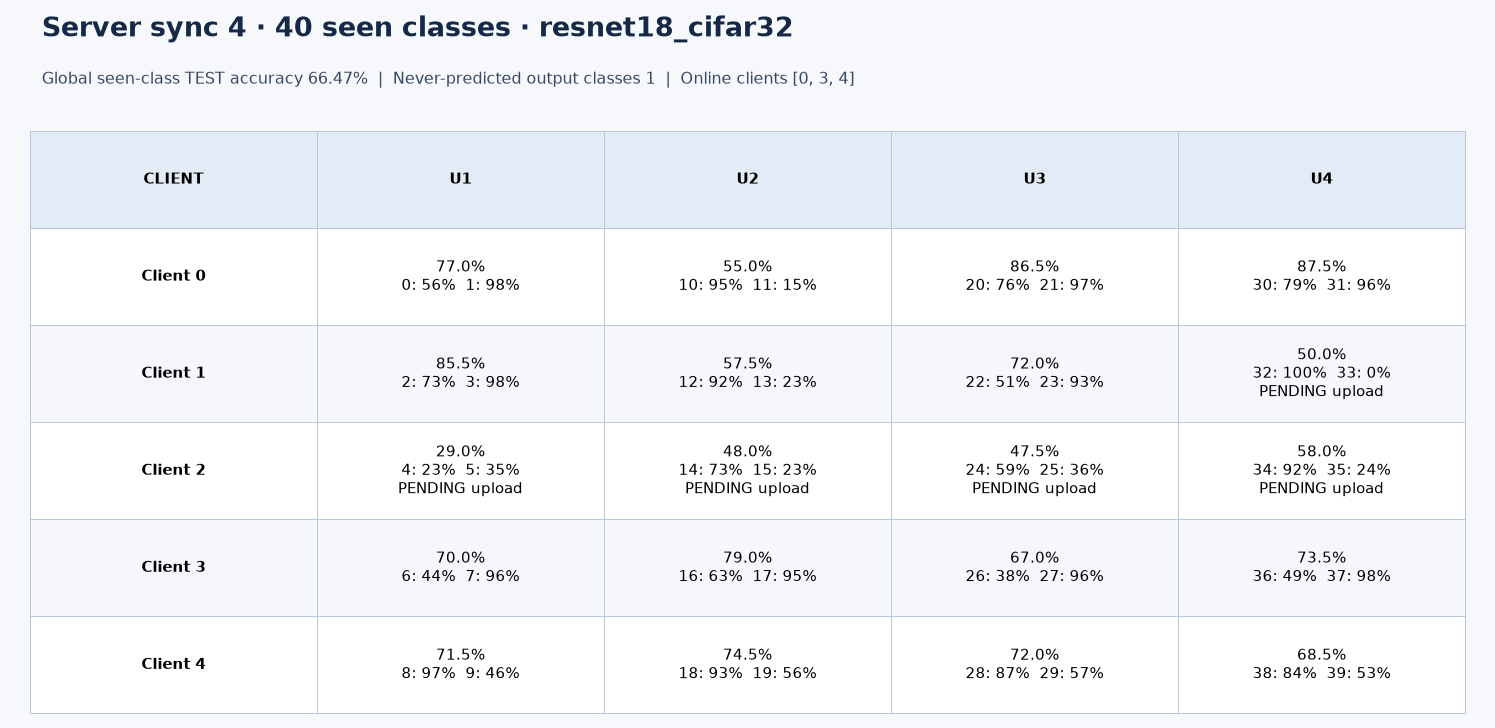 Server sync 4 · 40 seen classes · resnet18_cifar32
Global seen-class TEST accuracy 66.47% | Never-predicted output classes 1 | Online clients [0, 3, 4]
CLIENT U1 U2 U3 U4
Client 0
77.0%
0: 56% 1: 98%
55.0%
10: 95% 11: 15%
86.5%
20: 76% 21: 97%
87.5%
30: 79% 31: 96%
Client 1
85.5%
2: 73% 3: 98%
57.5%
12: 92% 13: 23%
72.0%
22: 51% 23: 93%
50.0%
32: 100% 33: 0%
PENDING upload
Client 2
29.0%
4: 23% 5: 35%
PENDING upload
48.0%
14: 73% 15: 23%
PENDING upload
47.5%
24: 59% 25: 36%
PENDING upload
58.0%
34: 92% 35: 24%
PENDING upload
Client 3
70.0%
6: 44% 7: 96%
79.0%
16: 63% 17: 95%
67.0%
26: 38% 27: 96%
73.5%
36: 49% 37: 98%
Client 4
71.5%
8: 97% 9: 46%
74.5%
18: 93% 19: 56%
72.0%
28: 87% 29: 57%
68.5%
38: 84% 39: 53%